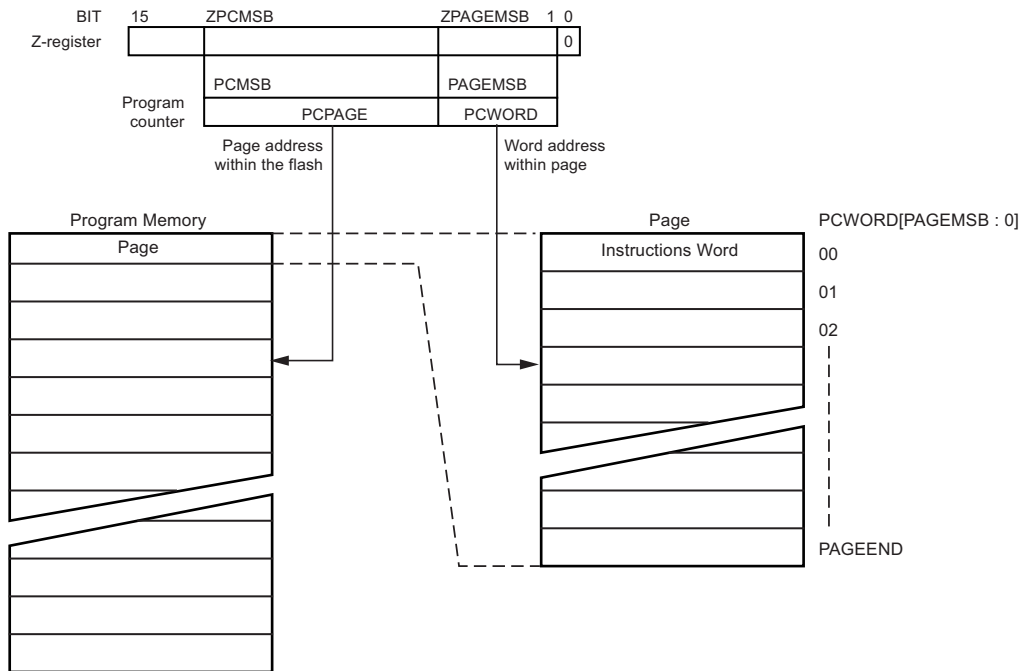 BIT 15 ZPCMSB ZPAGEMSB 1 0
Z-register 0
PCMSB PAGEMSB
Program
counter
PCPAGE PCWORD
Page address
within the flash
Word address
within page
Program Memory
Page
Page
Instructions Word
PCWORD[PAGEMSB : 0]
00
01
02
PAGEEND